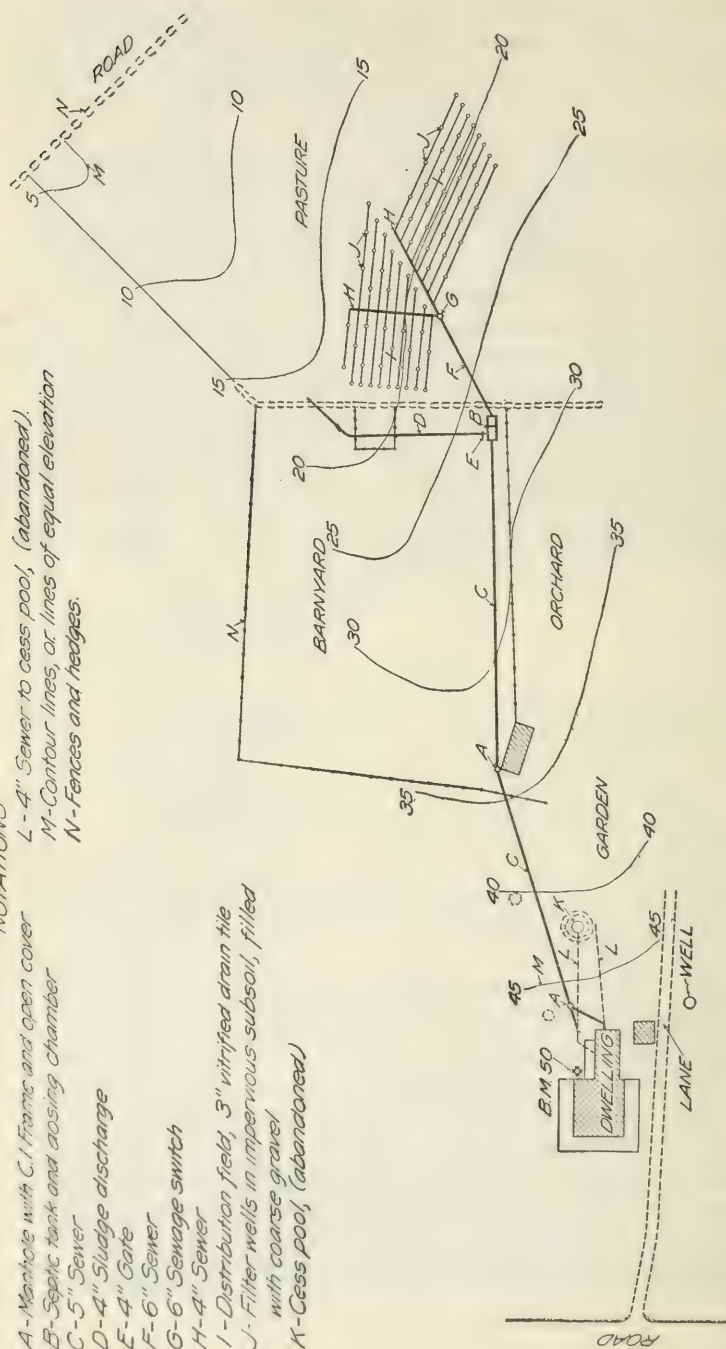 NOTATIONS
A-Manhole with C.I Frame and open cover
B-Septic tank and dosing chamber
C-5" Sewer
D-4" Sludge discharge
E-4" Gate
F-6" Sewer
G-6" Sewage switch
H-4" Sewer
I-Distribution field, 3" vitrified drain tile
J-Filter wells in impervious subsoil, filled
with coarse gravel
K-Cess pool, (abandoned)
L-4" Sewer to cess pool, (abandoned).
M-Contour lines, or lines of equal elevation
N-Fences and hedges.
ROAD
N
M
5
10
10
15
15
PASTURE
J
J
H
H
I
I
G
F
20
20
25
25
B
E
D
N
BARNYARD
30
30
C
ORCHARD
35
35
A
GARDEN
C
40
40
K
L
L
45
45
M
A
B.M. 50
DWELLING
WELL
LANE
ROAD